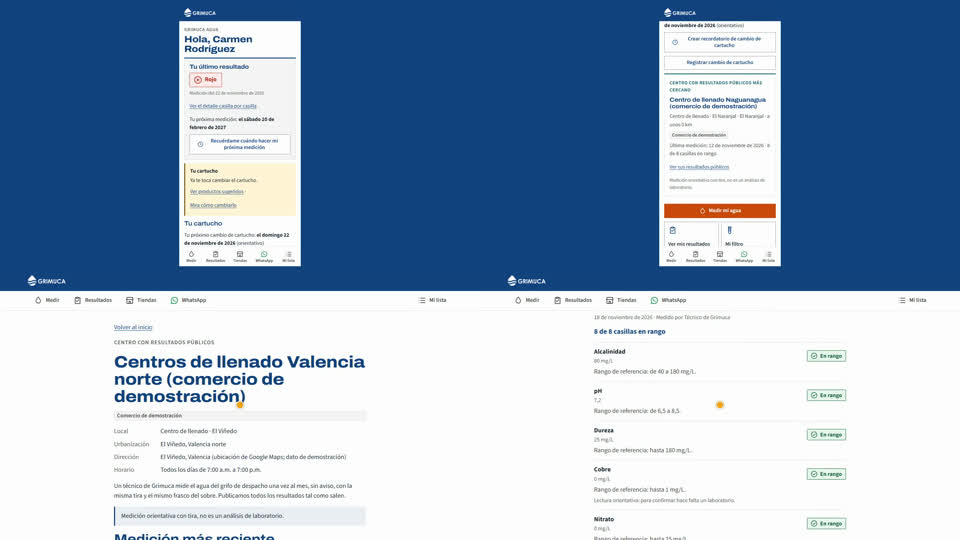 GRIMUCA
GRIMUCA AGUA
Hola, Carmen
Rodríguez
Tu último resultado
Rojo
Medición del 22 de noviembre de 2026
Ver el detalle casilla por casilla
Tu próxima medición: el sábado 20 de
febrero de 2027
Recuérdame cuándo hacer mi
próxima medición
Tu cartucho
Ya te toca cambiar el cartucho.
Ver productos sugeridos
Mira cómo cambiarlo
Tu cartucho
Tu próximo cambio de cartucho: el domingo 22
de noviembre de 2026 (orientativo)
Medir Resultados Tiendas WhatsApp Mi lista
GRIMUCA
de noviembre de 2026 (orientativo)
Crear recordatorio de cambio de
cartucho
Registrar cambio de cartucho
CENTRO CON RESULTADOS PÚBLICOS MÁS
CERCANO
Centro de llenado Naguanagua
(comercio de demostración)
Centro de llenado · El Naranjal · El Naranjal · a
unos 0 km
Comercio de demostración
Última medición: 12 de noviembre de 2026 · 8
de 8 casillas en rango
Ver sus resultados públicos
Medición orientativa con tira, no es un análisis de
laboratorio.
Medir mi agua
Ver mis resultados Mi filtro
Medir Resultados Tiendas WhatsApp Mi lista
GRIMUCA
Medir Resultados Tiendas WhatsApp Mi lista
Volver al inicio
CENTRO CON RESULTADOS PÚBLICOS
Centros de llenado Valencia
norte (comercio de
demostración)
Comercio de demostración
Local Centro de llenado · El Viñedo
Urbanización El Viñedo, Valencia norte
Dirección El Viñedo, Valencia (ubicación de Google Maps; dato de demostración)
Horario Todos los días de 7:00 a.m. a 7:00 p.m.
Un técnico de Grimuca mide el agua del grifo de despacho una vez al mes, sin aviso, con la
misma tira y el mismo frasco del sobre. Publicamos todos los resultados tal como salen.
Medición orientativa con tira, no es un análisis de laboratorio.
Medición más reciente
GRIMUCA
Medir Resultados Tiendas WhatsApp Mi lista
18 de noviembre de 2026 · Medido por Técnico de Grimuca
8 de 8 casillas en rango
Alcalinidad
80 mg/L
Rango de referencia: de 40 a 180 mg/L.
En rango
pH
7,2
Rango de referencia: de 6,5 a 8,5.
En rango
Dureza
25 mg/L
Rango de referencia: hasta 180 mg/L.
En rango
Cobre
0 mg/L
Rango de referencia: hasta 1 mg/L.
Lectura orientativa: para confirmar hace falta un laboratorio.
En rango
Nitrato
0 mg/L
Rango de referencia: hasta 25 mg/L.
En rango